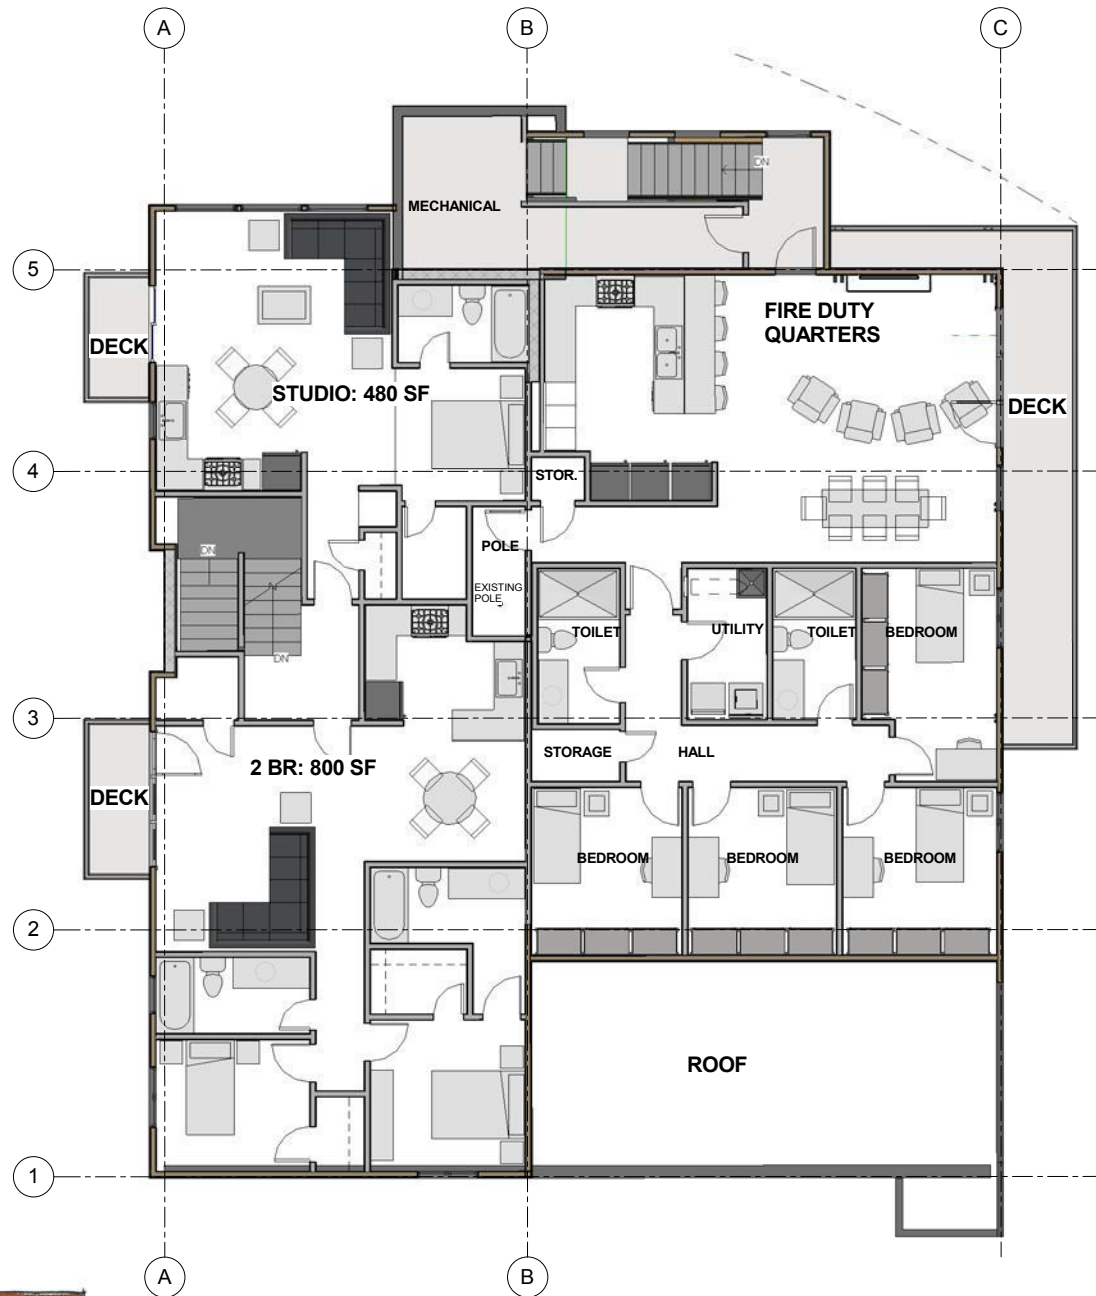 A
B
C
DN
MECHANICAL
5
FIRE DUTY
QUARTERS
DECK
STUDIO: 480 SF
DECK
4
STOR.
POLE
DN
EXISTING
POLE
TOILET
UTILITY
TOILET
BEDROOM
DN
3
STORAGE
HALL
2 BR: 800 SF
DECK
BEDROOM
BEDROOM
BEDROOM
2
ROOF
1
A
B